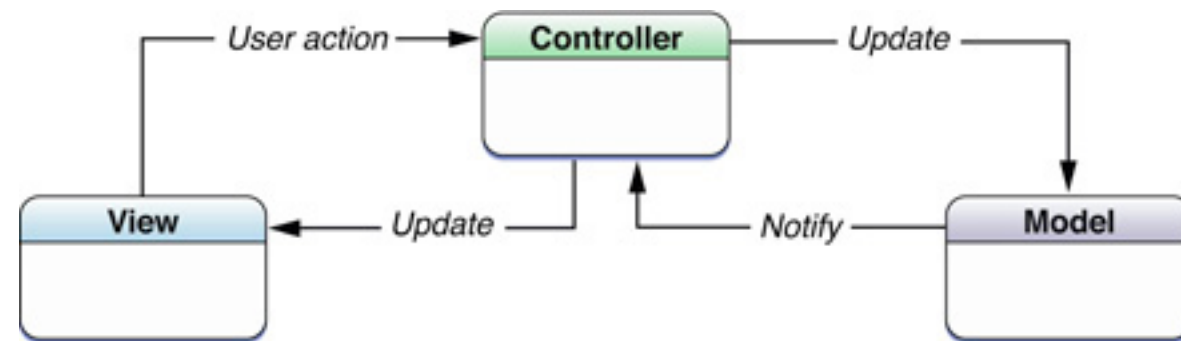 User action
Controller
Update
View
Update
Notify
Model